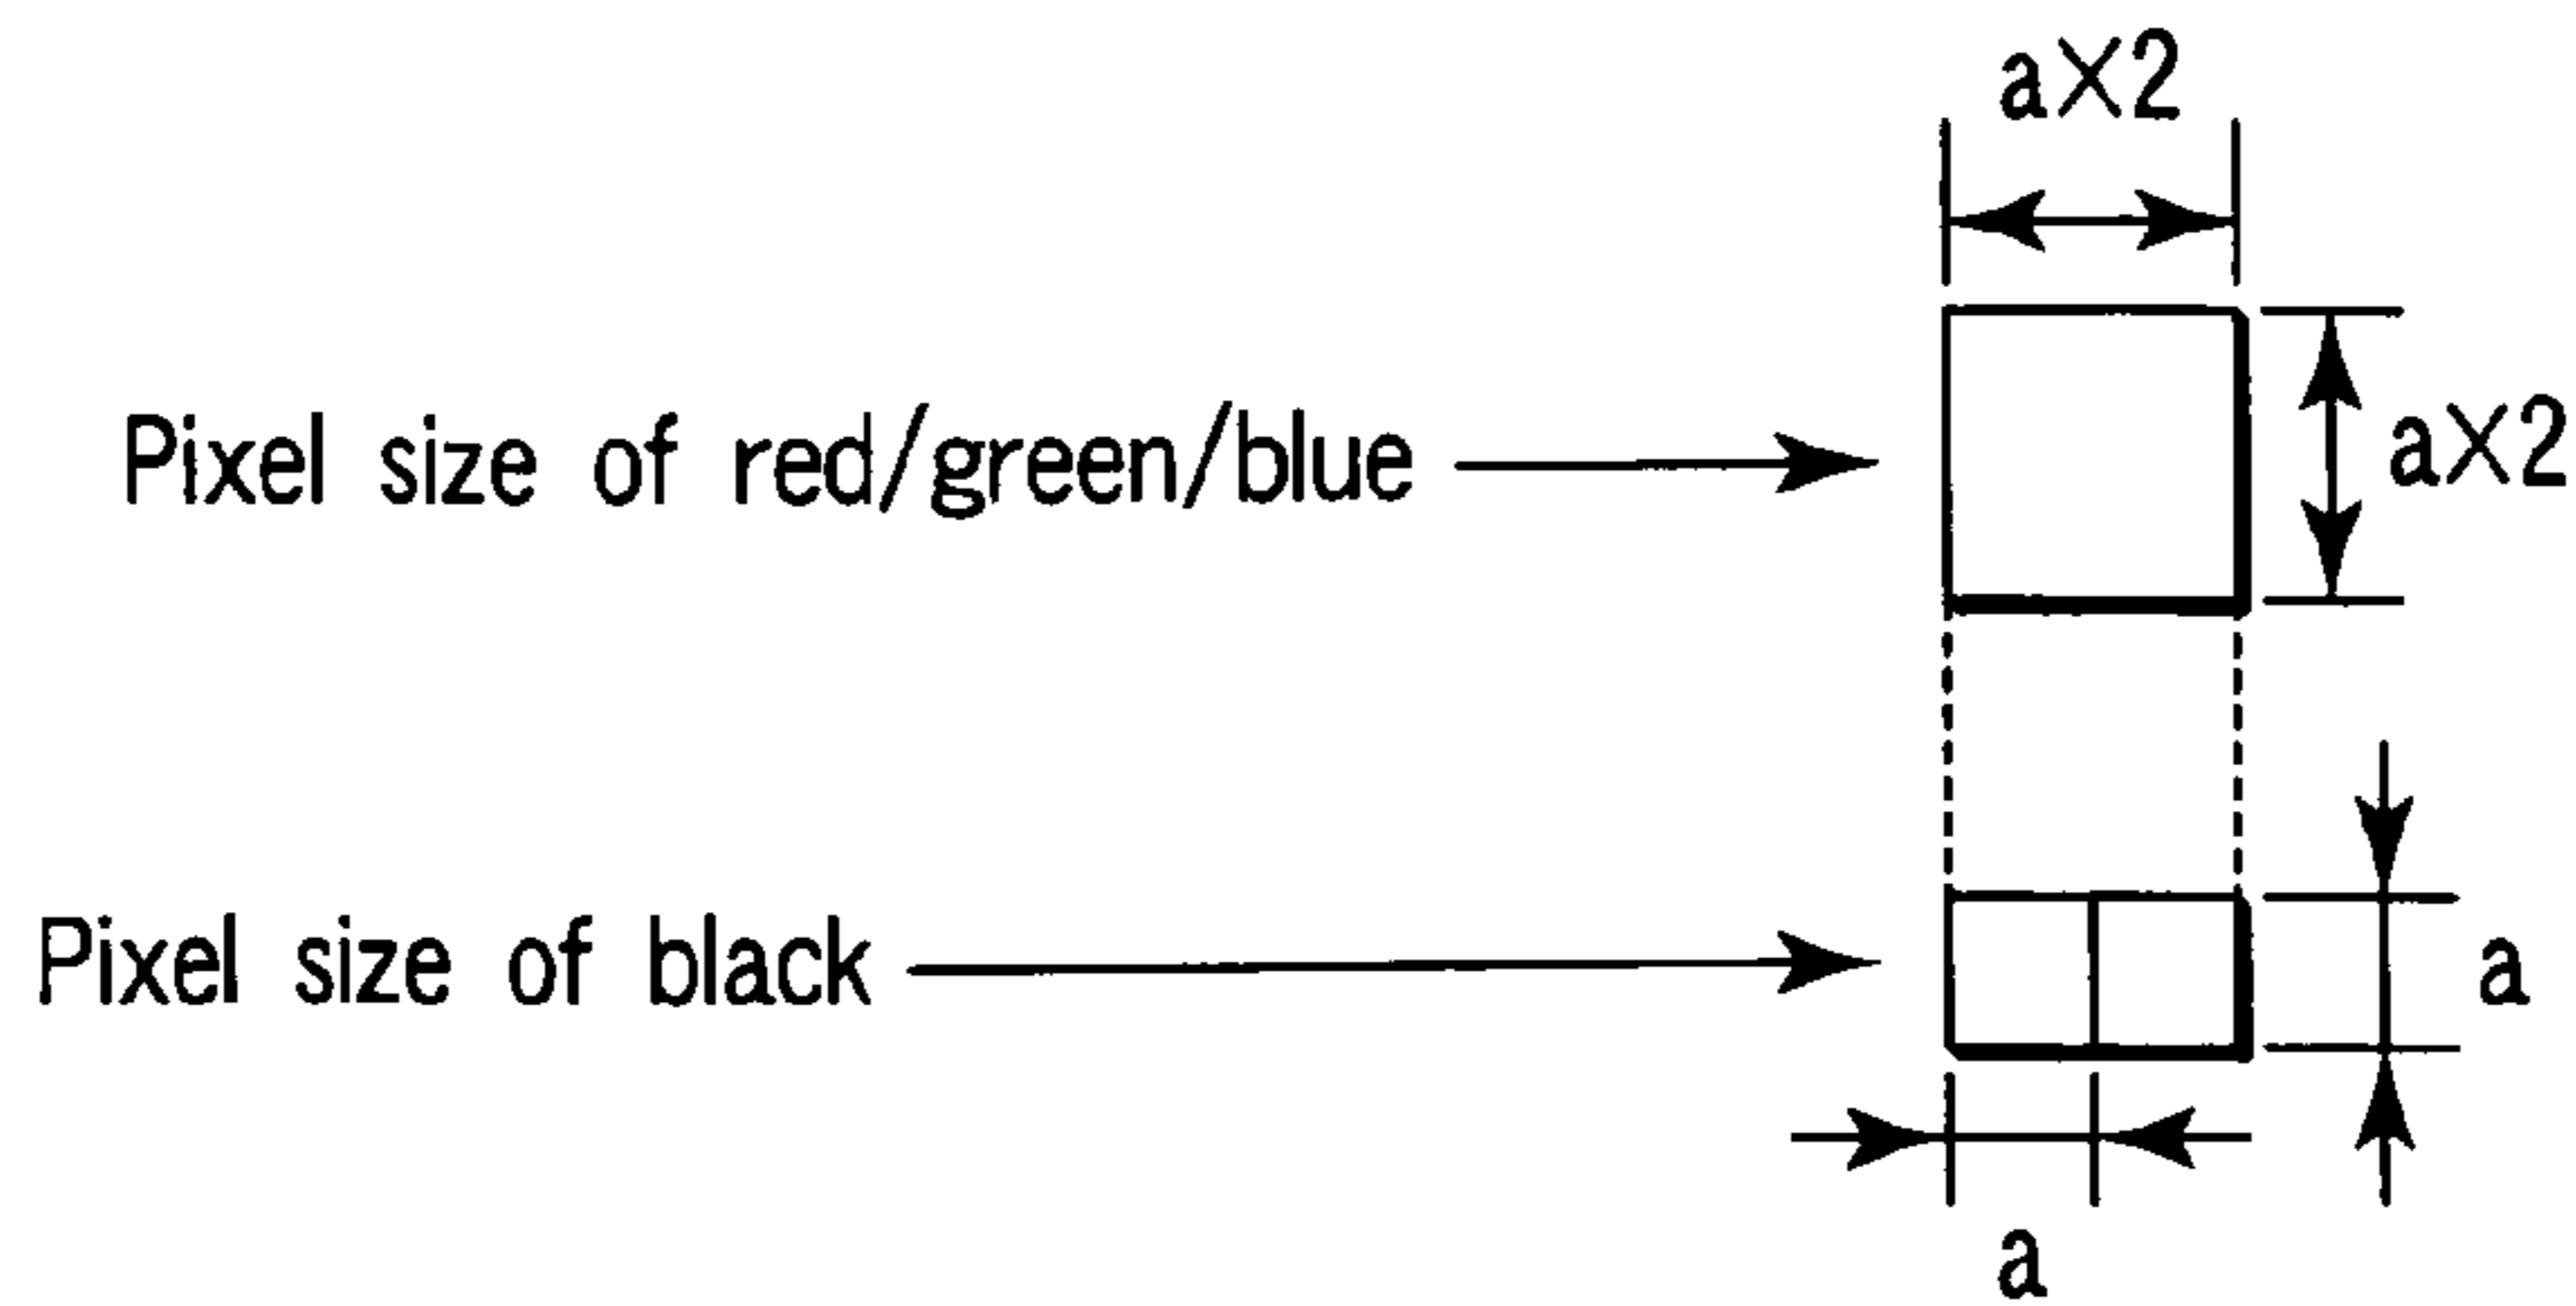 a×2
Pixel size of red/green/blue
a×2
Pixel size of black
a
a